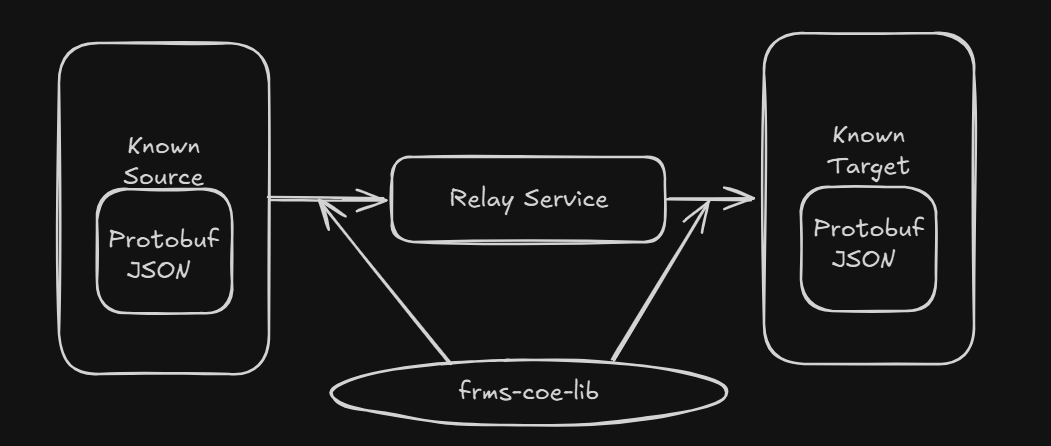 Known
Source
Protobuf
JSON
Relay Service
Known
Target
Protobuf
JSON
frms-coe-lib